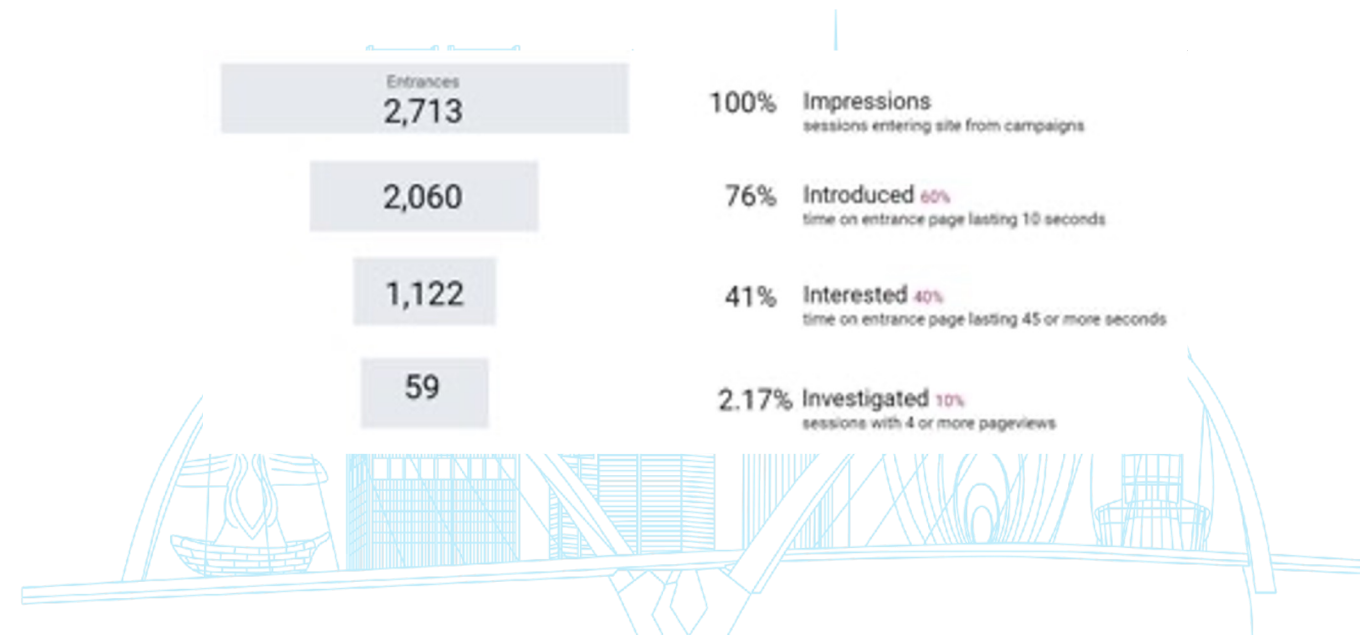 Entrances
2,713
100% Impressions
sessions entering site from campaigns
2,060
76% Introduced 60%
time on entrance page lasting 10 seconds
1,122
41% Interested 40%
time on entrance page lasting 45 or more seconds
59
2.17% Investigated 10%
sessions with 4 or more pageviews